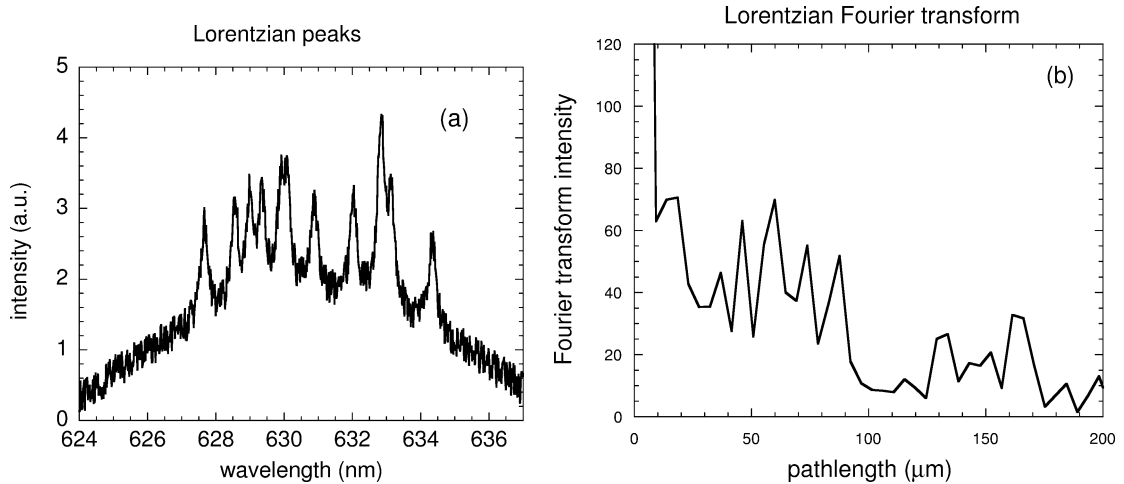 Lorentzian peaks
(a)
intensity (a.u.)
5
4
3
2
1
0
624 626 628 630 632 634 636
wavelength (nm)
Lorentzian Fourier transform
(b)
Fourier transform intensity
120
100
80
60
40
20
0
0 50 100 150 200
pathlength (μm)